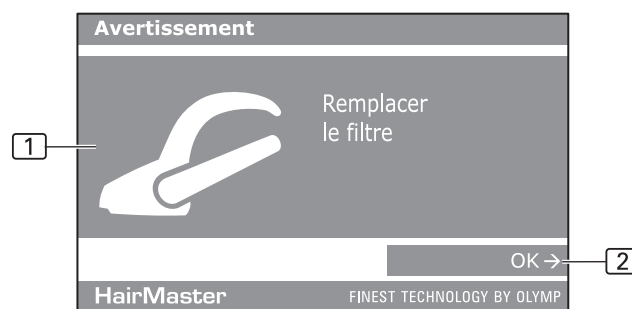 Avertissement
Remplacer
le filtre
1
OK →
2
HairMaster FINEST TECHNOLOGY BY OLYMP